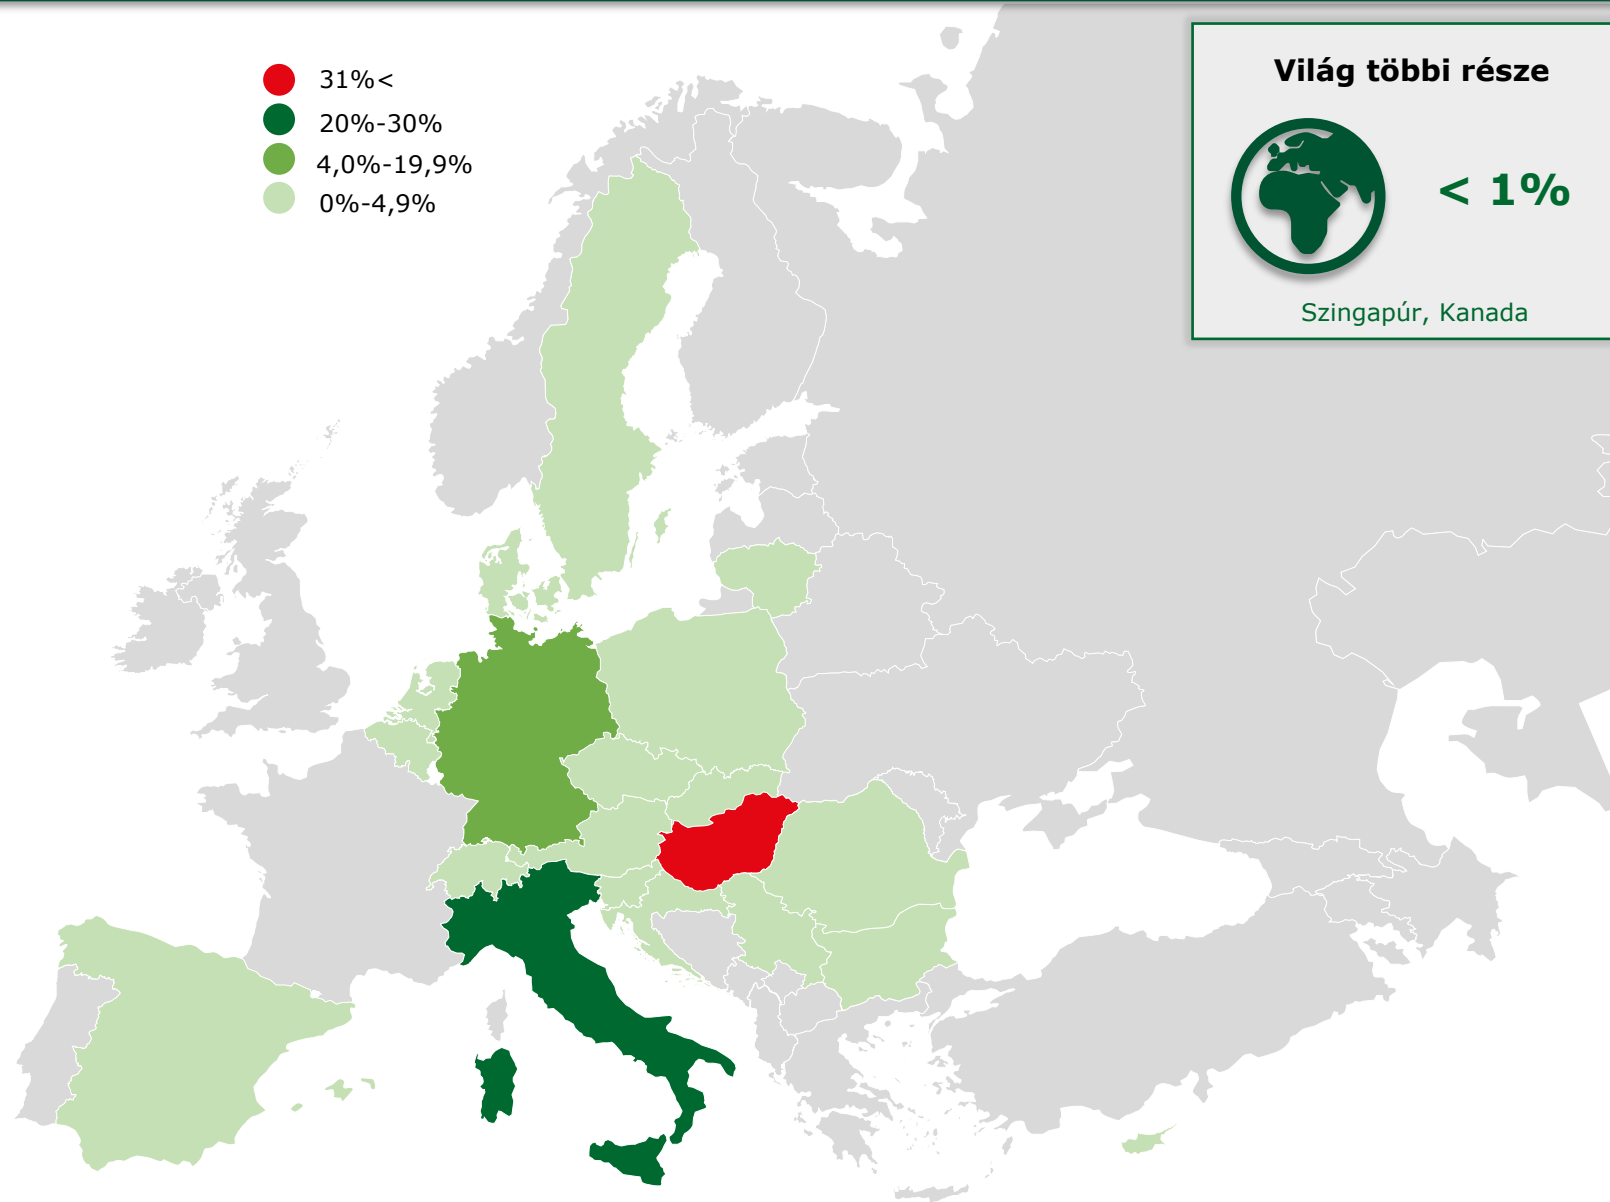 31%<
20%-30%
4,0%-19,9%
0%-4,9%
Világ többi része
< 1%
Szingapúr, Kanada